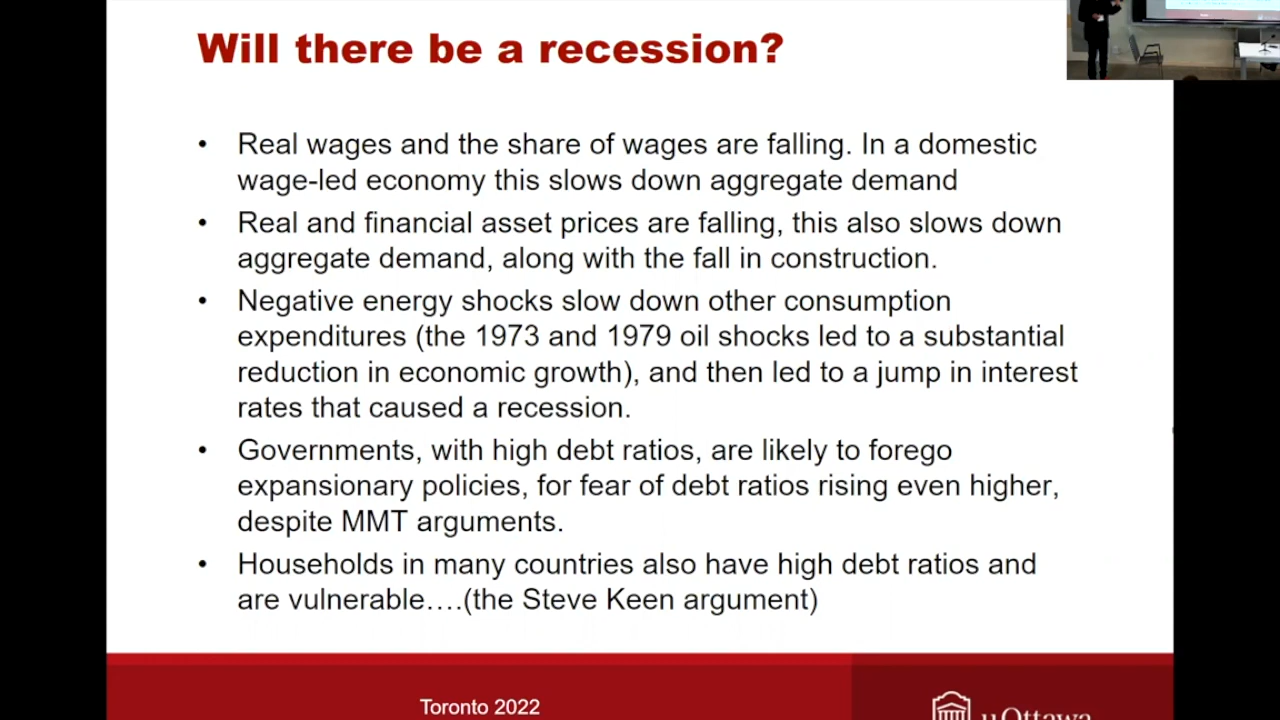 Will there be a recession?
• Real wages and the share of wages are falling. In a domestic
wage-led economy this slows down aggregate demand
• Real and financial asset prices are falling, this also slows down
aggregate demand, along with the fall in construction.
• Negative energy shocks slow down other consumption
expenditures (the 1973 and 1979 oil shocks led to a substantial
reduction in economic growth), and then led to a jump in interest
rates that caused a recession.
• Governments, with high debt ratios, are likely to forego
expansionary policies, for fear of debt ratios rising even higher,
despite MMT arguments.
• Households in many countries also have high debt ratios and
are vulnerable….(the Steve Keen argument)
Toronto 2022
uOttawa